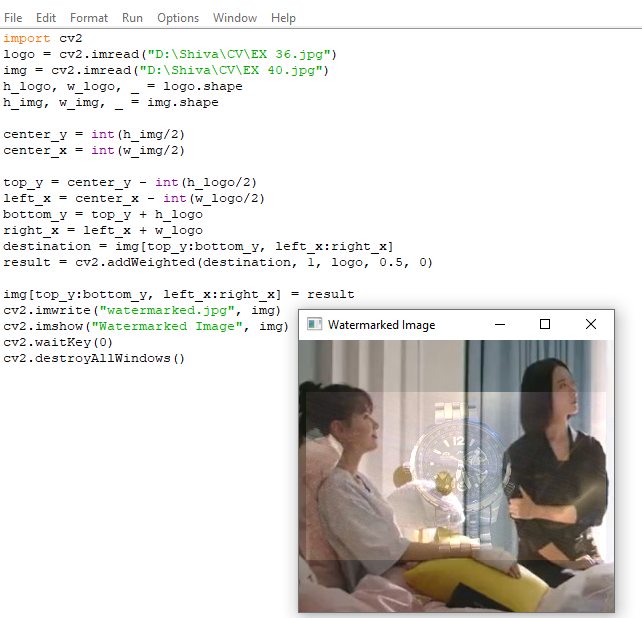 File Edit Format Run Options Window Help
import cv2
logo = cv2.imread("D:\Shiva\CV\EX 36.jpg")
img = cv2.imread("D:\Shiva\CV\EX 40.jpg")
h_logo, w_logo, _ = logo.shape
h_img, w_img, _ = img.shape
center_y = int(h_img/2)
center_x = int(w_img/2)
top_y = center_y - int(h_logo/2)
left_x = center_x - int(w_logo/2)
bottom_y = top_y + h_logo
right_x = left_x + w_logo
destination = img[top_y:bottom_y, left_x:right_x]
result = cv2.addWeighted(destination, 1, logo, 0.5, 0)
img[top_y:bottom_y, left_x:right_x] = result
cv2.imwrite("watermarked.jpg", img)
cv2.imshow("Watermarked Image", img)
cv2.waitKey(0)
cv2.destroyAllWindows()
Watermarked Image
12